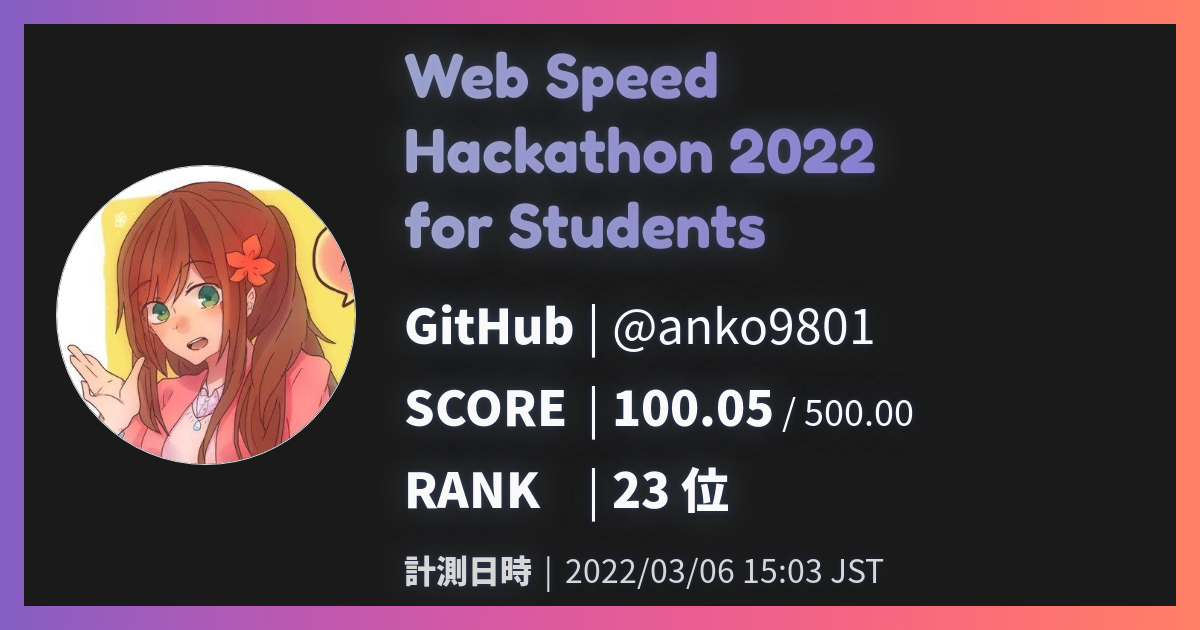 Web Speed
Hackathon 2022
for Students
GitHub | @anko9801
SCORE | 100.05 / 500.00
RANK | 23 位
計測日時 | 2022/03/06 15:03 JST